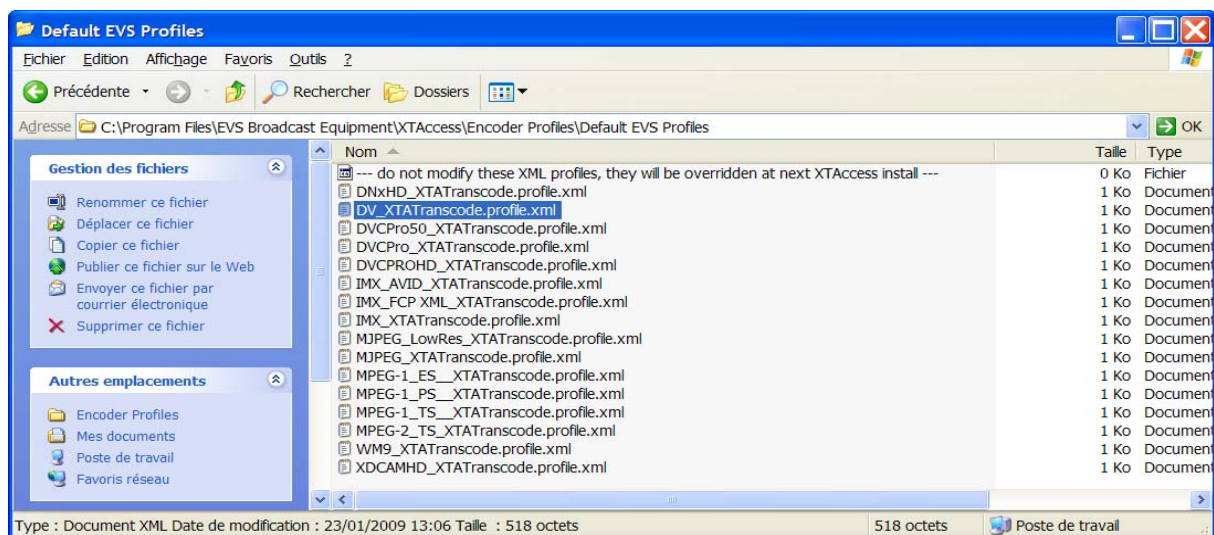 Default EVS Profiles
Fichier Edition Affichage Favoris Outils ?
Précédente Rechercher Dossiers
Adresse C:\Program Files\EVS Broadcast Equipment\XTAccess\Encoder Profiles\Default EVS Profiles OK
Gestion des fichiers
Renommer ce fichier
Déplacer ce fichier
Copier ce fichier
Publier ce fichier sur le Web
Envoyer ce fichier par
courrier électronique
Supprimer ce fichier
Autres emplacements
Encoder Profiles
Mes documents
Poste de travail
Favoris réseau
Nom Taille Type
--- do not modify these XML profiles, they will be overridden at next XTAccess install --- 0 Ko Fichier
DNxHD_XTATranscode.profile.xml 1 Ko Document
DV_XTATranscode.profile.xml 1 Ko Document
DVCPro50_XTATranscode.profile.xml 1 Ko Document
DVCPro_XTATranscode.profile.xml 1 Ko Document
DVCPROHD_XTATranscode.profile.xml 1 Ko Document
IMX_AVID_XTATranscode.profile.xml 1 Ko Document
IMX_FCP XML_XTATranscode.profile.xml 1 Ko Document
IMX_XTATranscode.profile.xml 1 Ko Document
MJPEG_LowRes_XTATranscode.profile.xml 1 Ko Document
MJPEG_XTATranscode.profile.xml 1 Ko Document
MPEG-1_ES__XTATranscode.profile.xml 1 Ko Document
MPEG-1_PS__XTATranscode.profile.xml 1 Ko Document
MPEG-1_TS__XTATranscode.profile.xml 1 Ko Document
MPEG-2_TS_XTATranscode.profile.xml 1 Ko Document
WM9_XTATranscode.profile.xml 1 Ko Document
XDCAMHD_XTATranscode.profile.xml 1 Ko Document
Type : Document XML Date de modification : 23/01/2009 13:06 Taille : 518 octets 518 octets Poste de travail